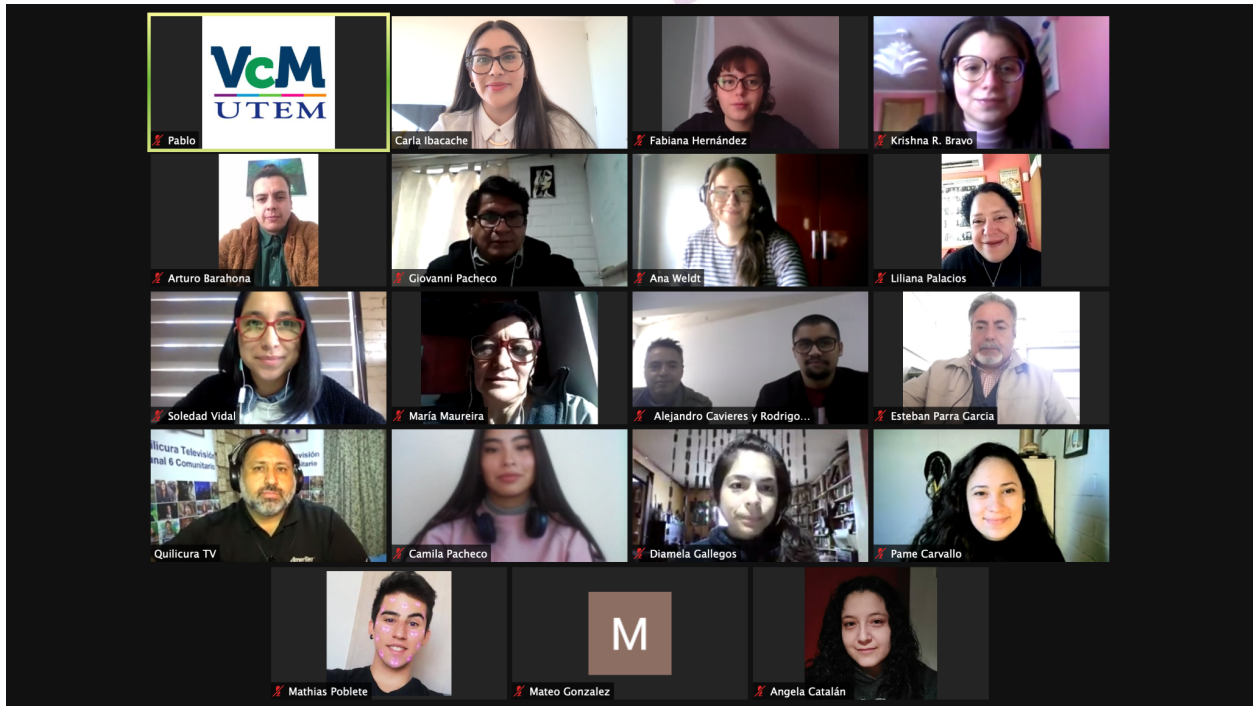 VcM
UTEM
Pablo
Carla Ibacache
Fabiana Hernández
Krishna R. Bravo
Arturo Barahona
Giovanni Pacheco
Ana Weldt
Liliana Palacios
Soledad Vidal
María Maureira
Alejandro Cavieres y Rodrigo...
Esteban Parra Garcia
ilicura Televisión
nal 6 Comunitario
Quilicura TV
Camila Pacheco
Diamela Gallegos
Pame Carvallo
Mathias Poblete
M
Mateo Gonzalez
Angela Catalán